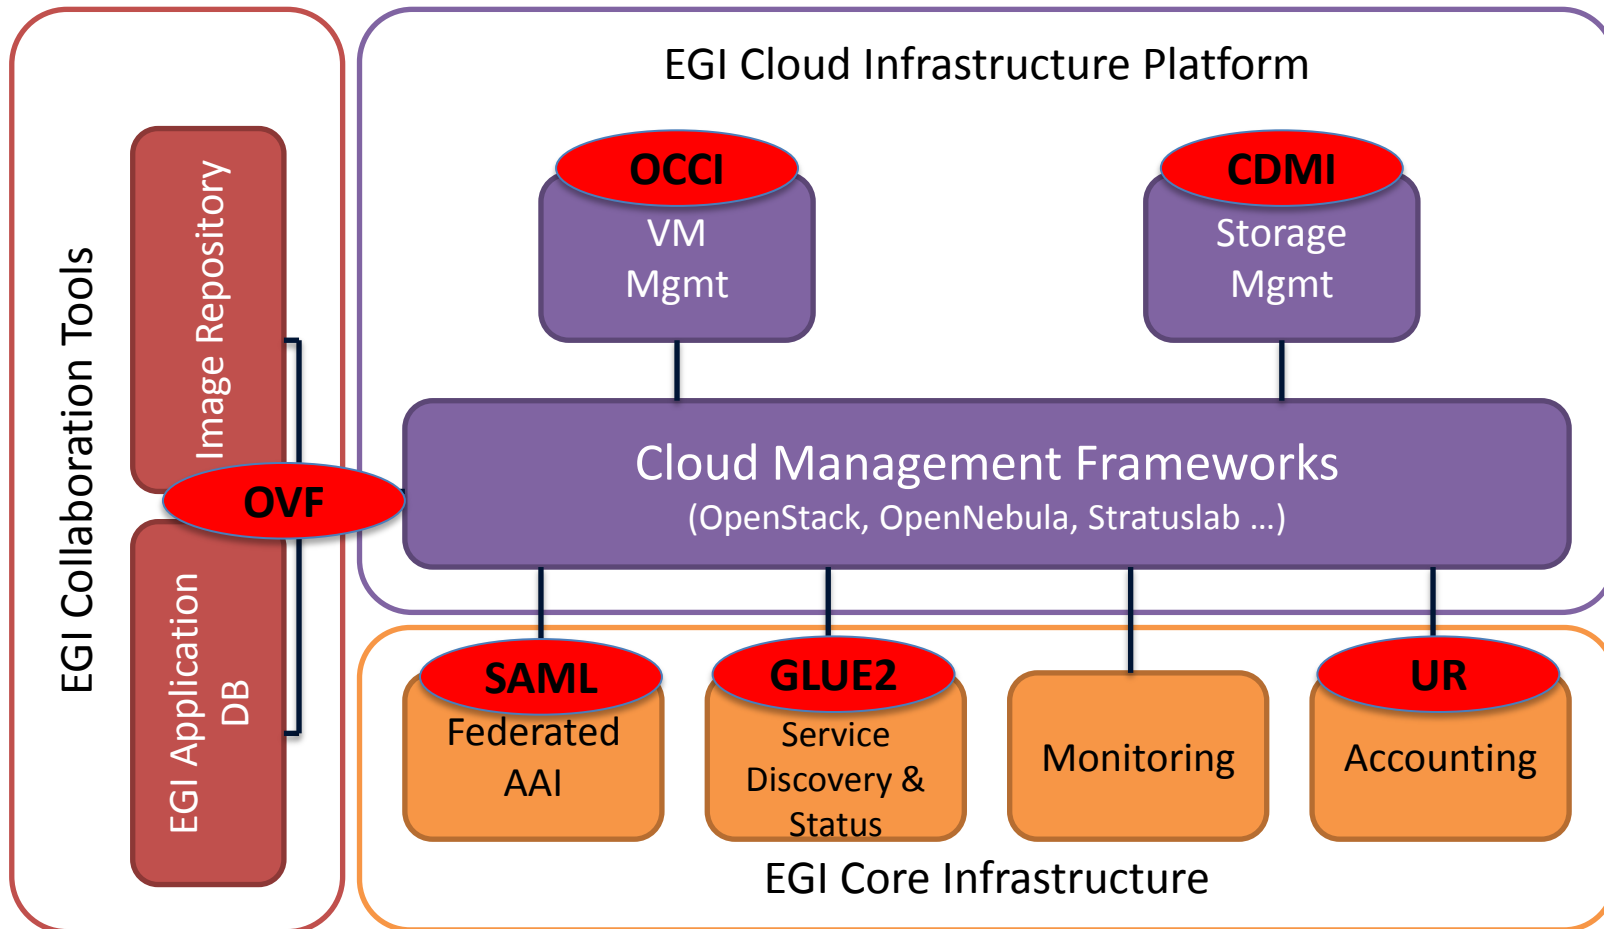 EGI Collaboration Tools
Image Repository
EGI Application
DB
OVF
EGI Cloud Infrastructure Platform
OCCI
VM
Mgmt
CDMI
Storage
Mgmt
Cloud Management Frameworks
(OpenStack, OpenNebula, Stratuslab ...)
SAML
Federated
AAI
GLUE2
Service
Discovery &
Status
Monitoring
UR
Accounting
EGI Core Infrastructure